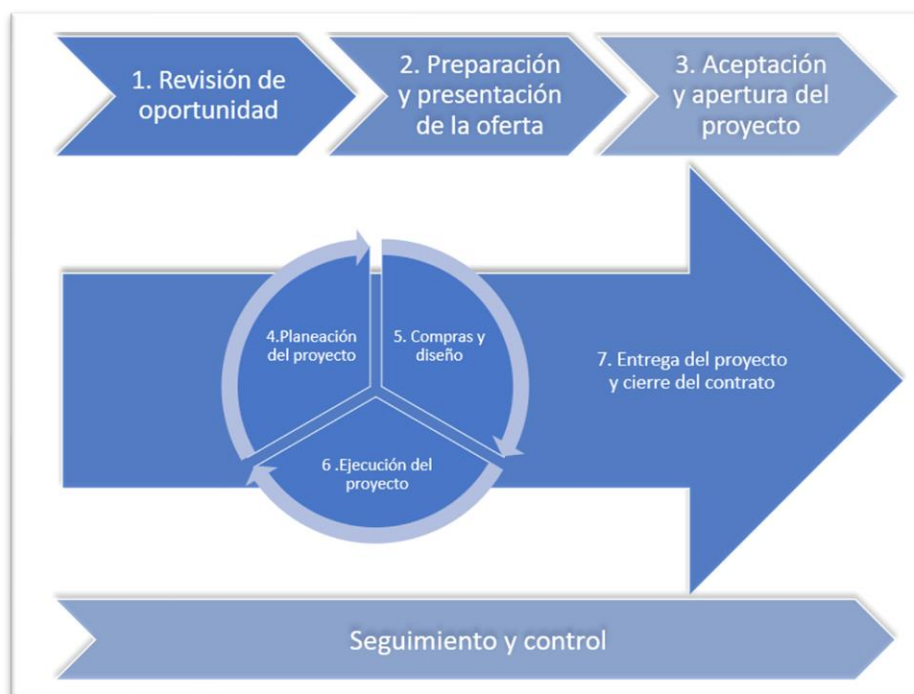 1. Revisión de
oportunidad
2. Preparación
y presentación
de la oferta
3. Aceptación
y apertura del
proyecto
4.Planeación
del proyecto
5. Compras y
diseño
6 .Ejecución del
proyecto
7. Entrega del proyecto
y cierre del contrato
Seguimiento y control